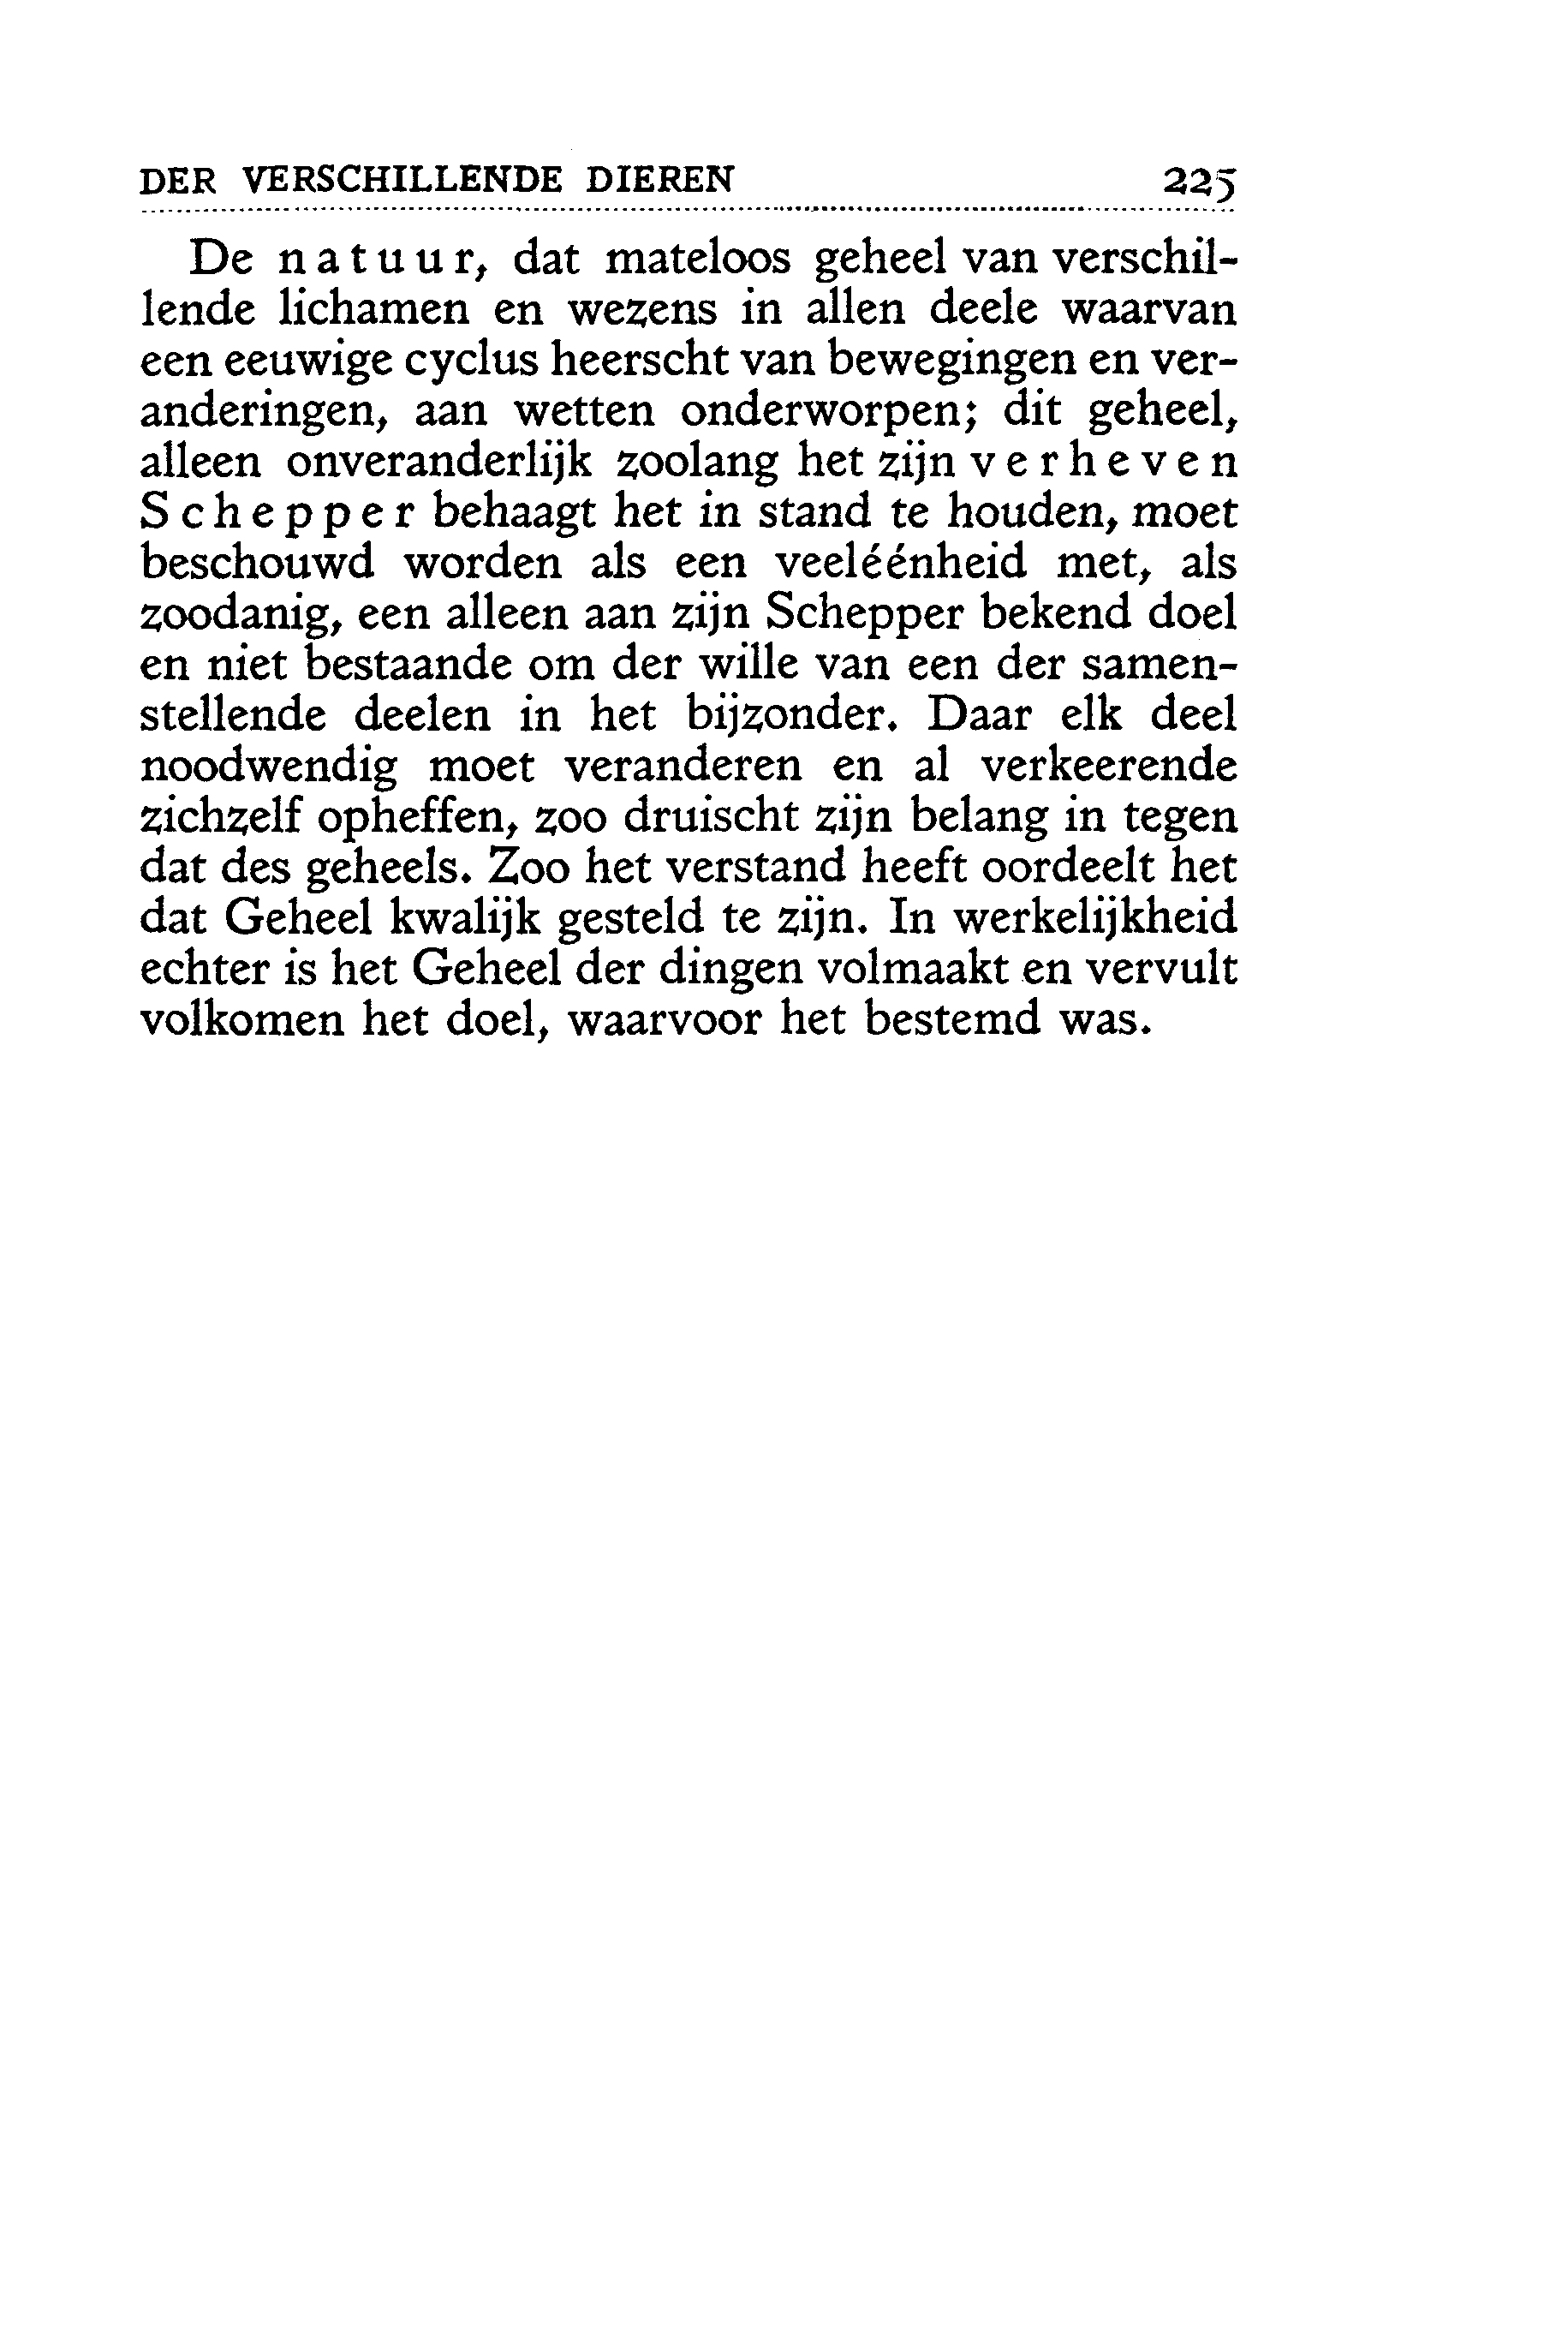 DER VERSCHILLENDE DIEREN 225
De natuur, dat mateloos geheel van verschil-
lende lichamen en wezens in allen deele waarvan
een eeuwige cyclus heerscht van bewegingen en ver-
anderingen, aan wetten onderworpen; dit geheel,
alleen onveranderlijk zoolang het zijn verheven
Schepper behaagt het in stand te houden, moet
beschouwd worden als een veeléénheid met, als
zoodanig, een alleen aan zijn Schepper bekend doel
en niet bestaande om der wille van een der samen-
stellende deelen in het bijzonder. Daar elk deel
noodwendig moet veranderen en al verkeerende
zichzelf opheffen, zoo druischt zijn belang in tegen
dat des geheels. Zoo het verstand heeft oordeelt het
dat Geheel kwalijk gesteld te zijn. In werkelijkheid
echter is het Geheel der dingen volmaakt en vervult
volkomen het doel, waarvoor het bestemd was.